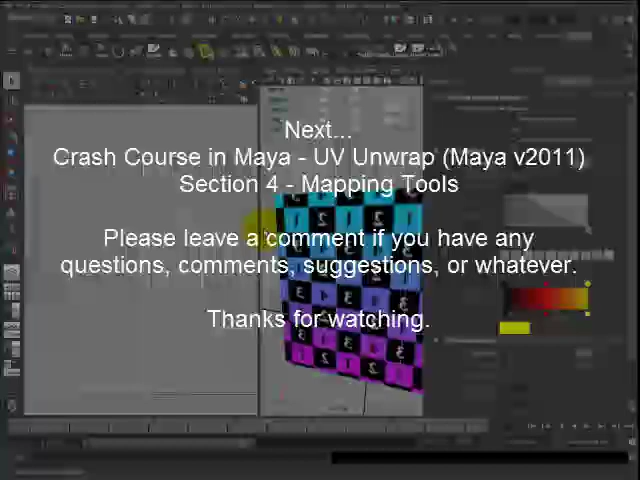 Next...
Crash Course in Maya - UV Unwrap (Maya v2011)
Section 4 - Mapping Tools
Please leave a comment if you have any
questions, comments, suggestions, or whatever.
Thanks for watching.